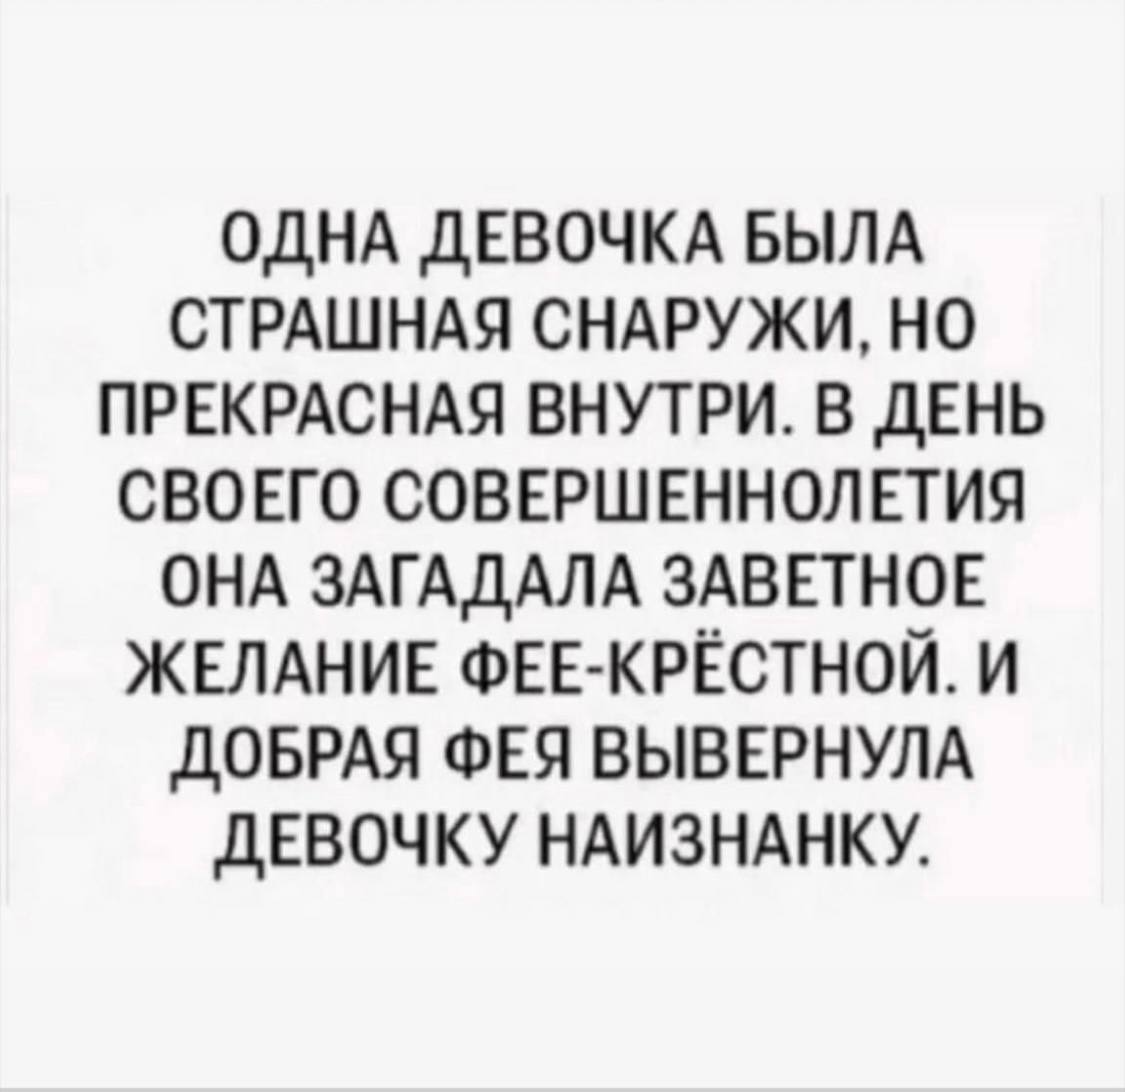 ОДНА ДЕВОЧКА БЫЛА
СТРАШНАЯ СНАРУЖИ, НО
ПРЕКРАСНАЯ ВНУТРИ. В ДЕНЬ
СВОЕГО СОВЕРШЕННОЛЕТИЯ
ОНА ЗАГАДАЛА ЗАВЕТНОЕ
ЖЕЛАНИЕ ФЕЕ-КРЁСТНОЙ. И
ДОБРАЯ ФЕЯ ВЫВЕРНУЛА
ДЕВОЧКУ НАИЗНАНКУ.